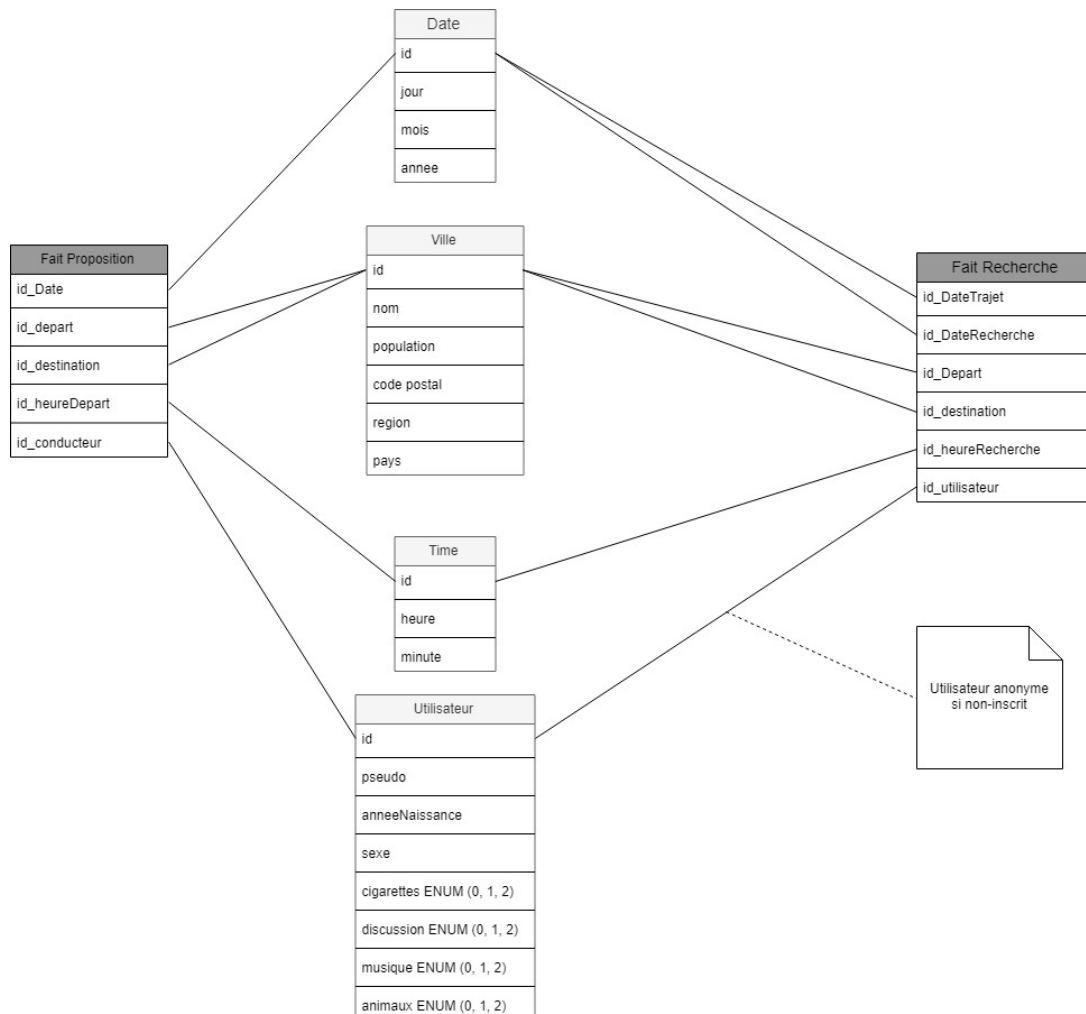 Date
id
jour
mois
annee
Fait Proposition
id_Date
id_depart
id_destination
id_heureDepart
id_conducteur
Ville
id
nom
population
code postal
region
pays
Fait Recherche
id_DateTrajet
id_DateRecherche
id_Depart
id_destination
id_heureRecherche
id_utilisateur
Time
id
heure
minute
Utilisateur anonyme
si non-inscrit
Utilisateur
id
pseudo
anneeNaissance
sexe
cigarettes ENUM (0, 1, 2)
discussion ENUM (0, 1, 2)
musique ENUM (0, 1, 2)
animaux ENUM (0, 1, 2)